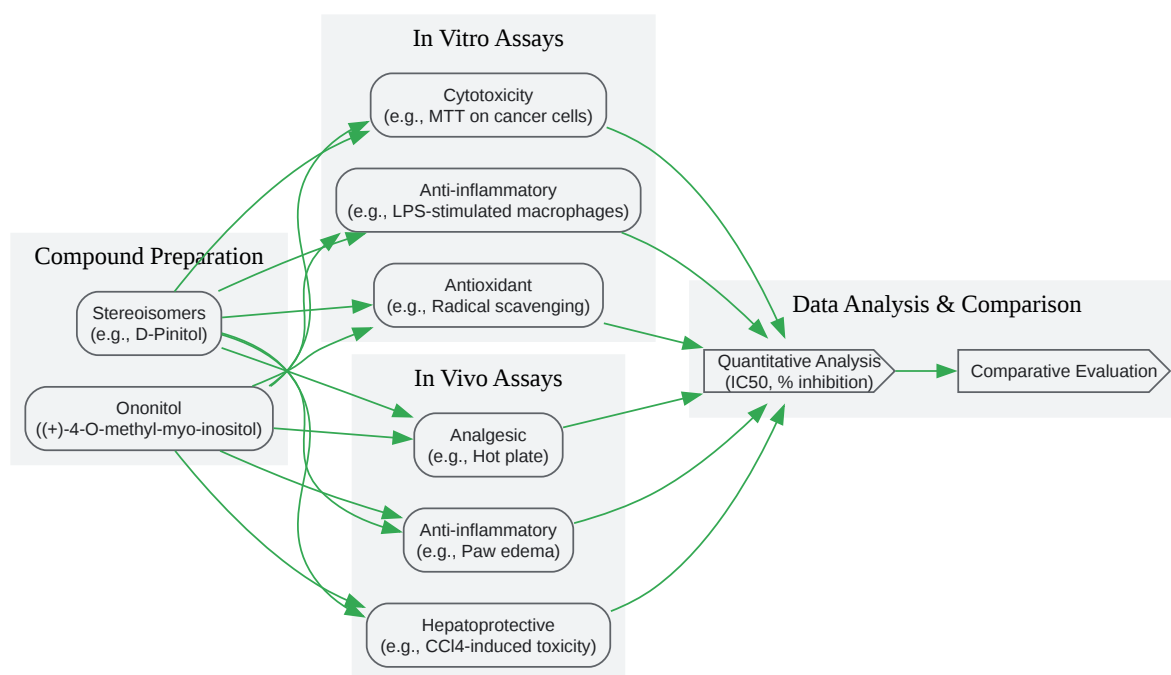 In Vitro Assays
Cytotoxicity
(e.g., MTT on cancer cells)
Anti-inflammatory
(e.g., LPS-stimulated macrophages)
Antioxidant
(e.g., Radical scavenging)
Compound Preparation
Stereoisomers
(e.g., D-Pinitol)
Ononitol
((+)-4-O-methyl-myo-inositol)
In Vivo Assays
Analgesic
(e.g., Hot plate)
Anti-inflammatory
(e.g., Paw edema)
Hepatoprotective
(e.g., CCl4-induced toxicity)
Data Analysis & Comparison
Quantitative Analysis
(IC50, % inhibition)
Comparative Evaluation